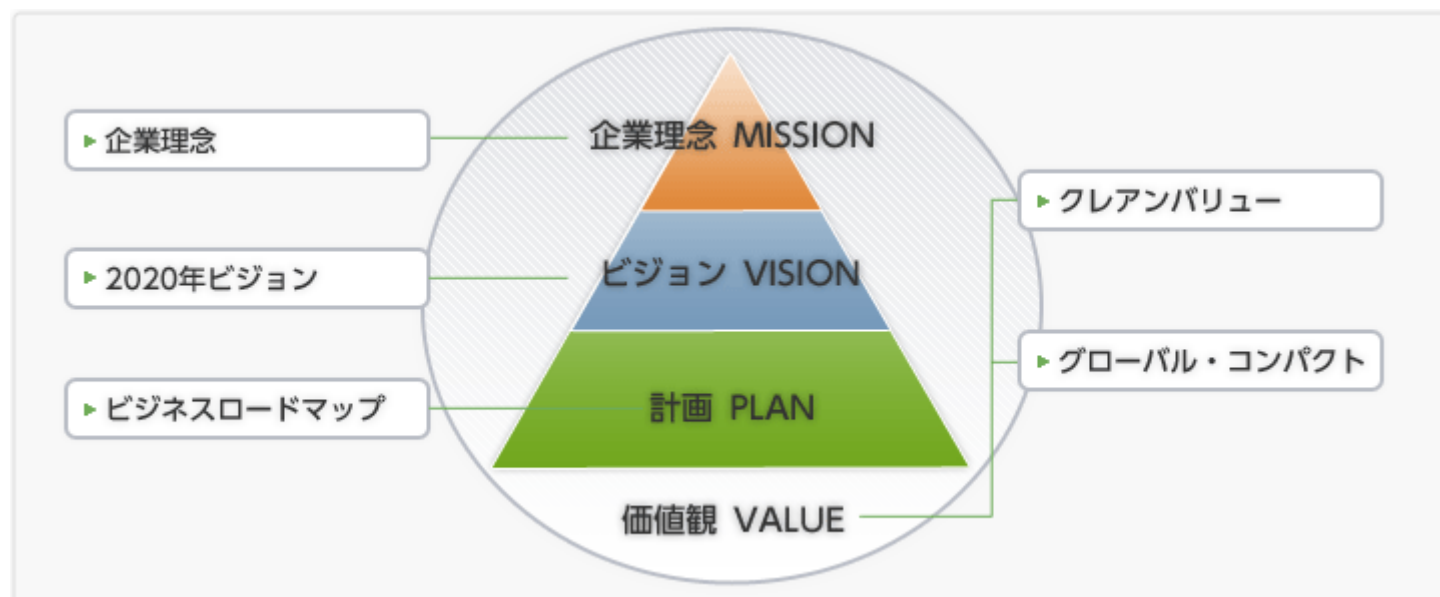 企業理念
企業理念 MISSION
クレアンバリュー
2020年ビジョン
ビジョン VISION
グローバル・コンパクト
ビジネスロードマップ
計画 PLAN
価値観 VALUE